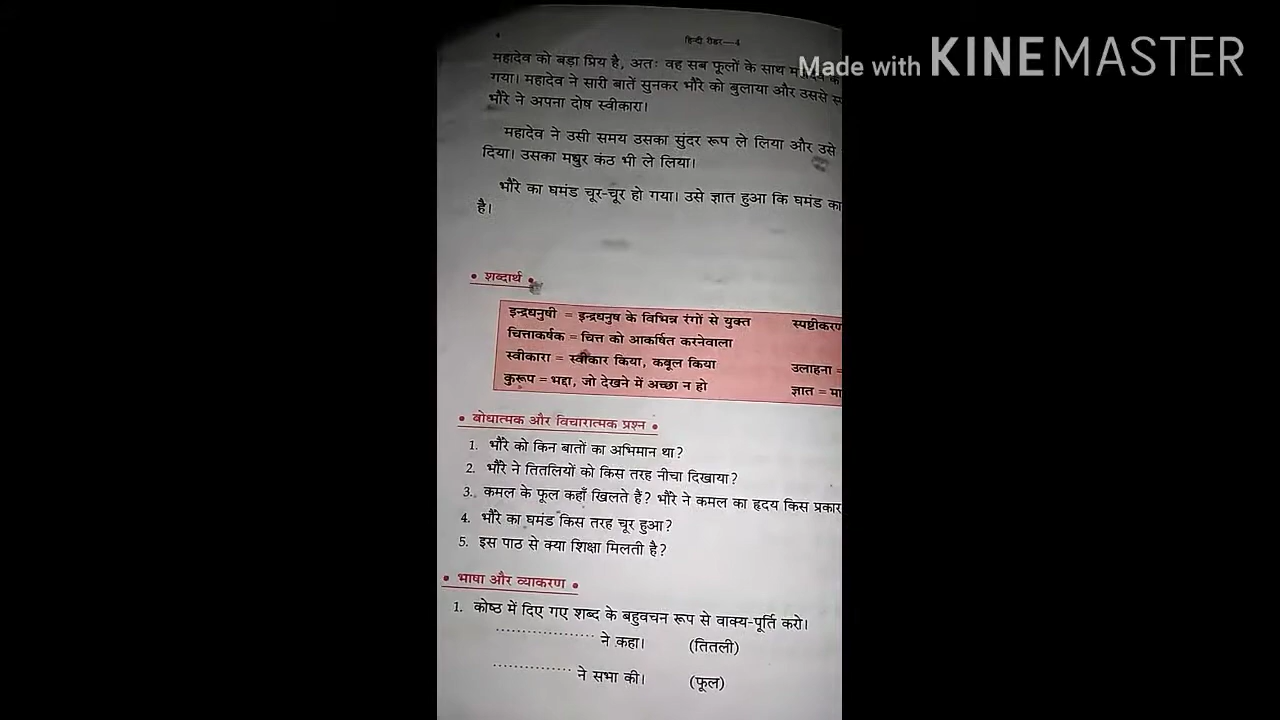 4
हिन्दी रीडर—4
Made with KINEMASTER
महादेव को बड़ा प्रिय है, अतः वह सब फूलों के साथ
गया। महादेव ने सारी बातें सुनकर भौंरे को बुलाया और उससे
भौंरे ने अपना दोष स्वीकारा।
महादेव ने उसी समय उसका सुंदर रूप ले लिया और उसे
दिया। उसका मधुर कंठ भी ले लिया।
भौंरे का घमंड चूर-चूर हो गया। उसे ज्ञात हुआ कि घमंड का
है।
• शब्दार्थ •
इन्द्रधनुषी = इन्द्रधनुष के विभिन्न रंगों से युक्त स्पष्टीकरण
चित्ताकर्षक = चित्त को आकर्षित करनेवाला
स्वीकारा = स्वीकार किया, कबूल किया उलाहना =
कुरूप = भद्दा, जो देखने में अच्छा न हो ज्ञात = मा
• बोधात्मक और विचारात्मक प्रश्न •
1. भौंरे को किन बातों का अभिमान था?
2. भौंरे ने तितलियों को किस तरह नीचा दिखाया?
3. कमल के फूल कहाँ खिलते हैं? भौंरे ने कमल का हृदय किस प्रकार
4. भौंरे का घमंड किस तरह चूर हुआ?
5. इस पाठ से क्या शिक्षा मिलती है?
• भाषा और व्याकरण •
1. कोष्ठ में दिए गए शब्द के बहुवचन रूप से वाक्य-पूर्ति करो।
................... ने कहा। (तितली)
............... ने सभा की। (फूल)